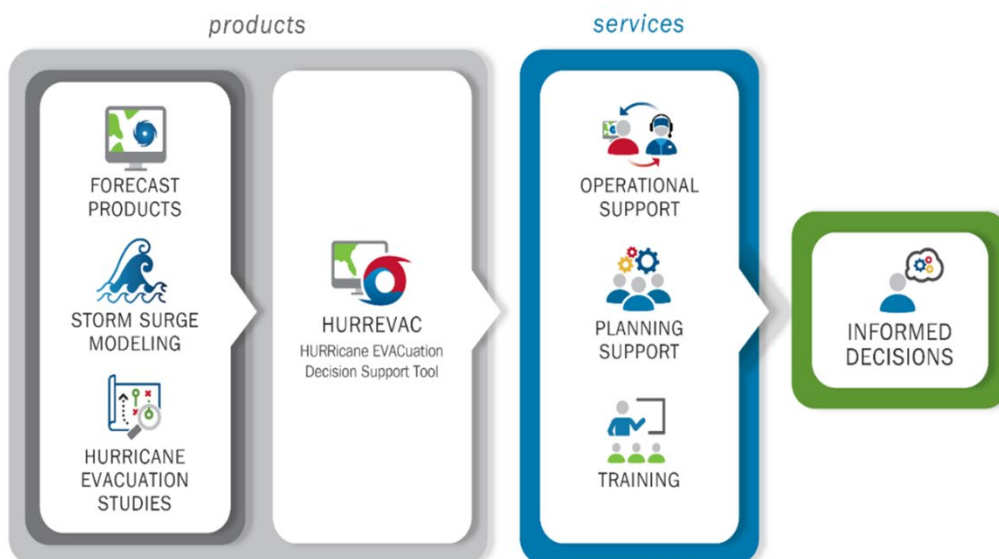 products
services
FORECAST
PRODUCTS
STORM SURGE
MODELING
HURRICANE
EVACUATION
STUDIES
HURREVAC
HURRicane EVACuation
Decision Support Tool
OPERATIONAL
SUPPORT
PLANNING
SUPPORT
TRAINING
INFORMED
DECISIONS